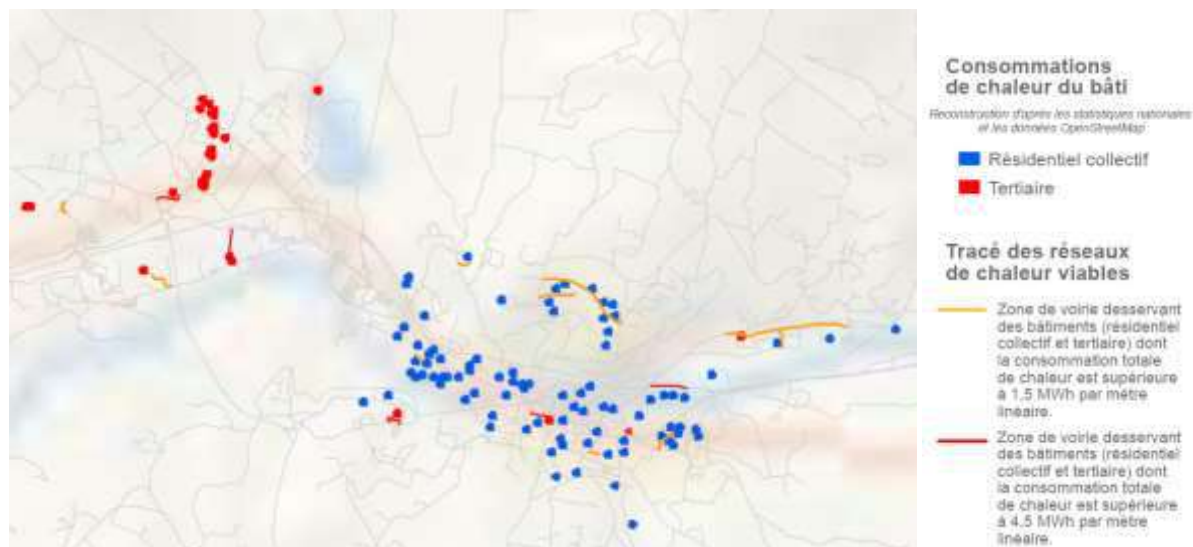 Consommations
de chaleur du bâti
Reconstruction d'après les statistiques nationales
et les données OpenStreetMap
Résidentiel collectif
Tertiaire
Tracé des réseaux
de chaleur viables
Zone de voirie desservant
des bâtiments (résidentiel
collectif et tertiaire) dont
la consommation totale
de chaleur est supérieure
à 1,5 MWh par mètre
linéaire.
Zone de voirie desservant
des bâtiments (résidentiel
collectif et tertiaire) dont
la consommation totale
de chaleur est supérieure
à 4,5 MWh par mètre
linéaire.